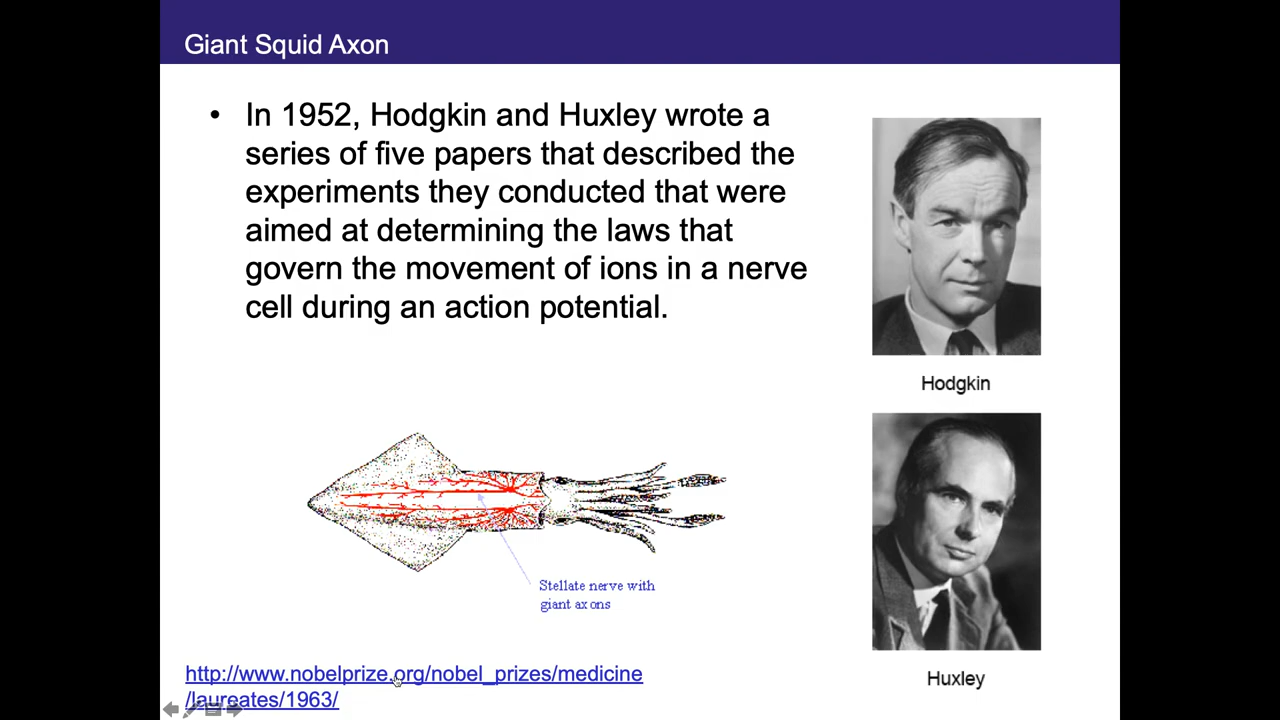 Giant Squid Axon
• In 1952, Hodgkin and Huxley wrote a
series of five papers that described the
experiments they conducted that were
aimed at determining the laws that
govern the movement of ions in a nerve
cell during an action potential.
Hodgkin
Stellate nerve with
giant axons
Huxley
http://www.nobelprize.org/nobel_prizes/medicine
/laureates/1963/